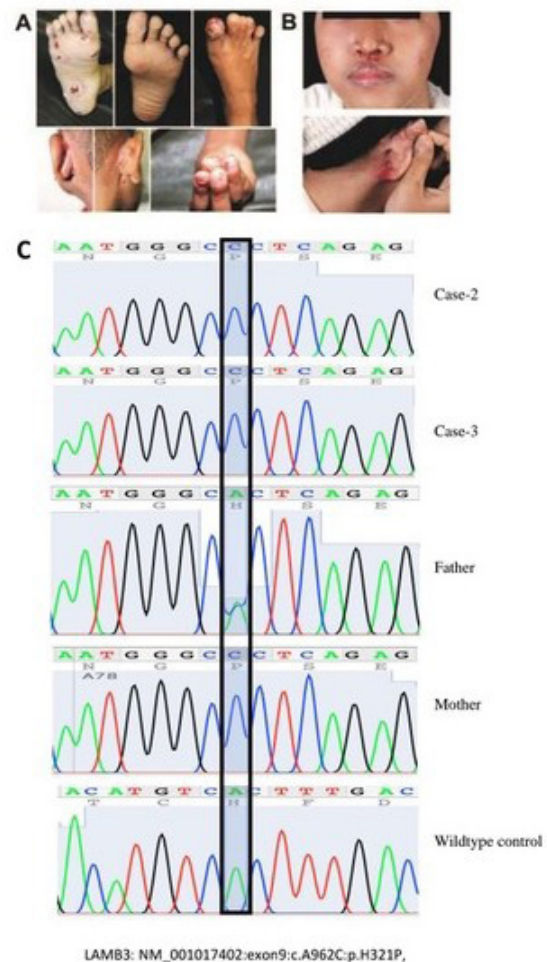 A
B
C
A A T G G G C C C T C A G A G
N G P S E
Case-2
A A T G G G C C C T C A G A G
N G P S E
Case-3
A A T G G G C A C T C A G A G
N G H S E
Father
A A T G G G C C C T C A G A G
N G P S E
A78
Mother
A C A T G T C A C T T T G A C
T C H F D
Wildtype control
LAMB3: NM_001017402:exon9:c.A962C:p.H321P,